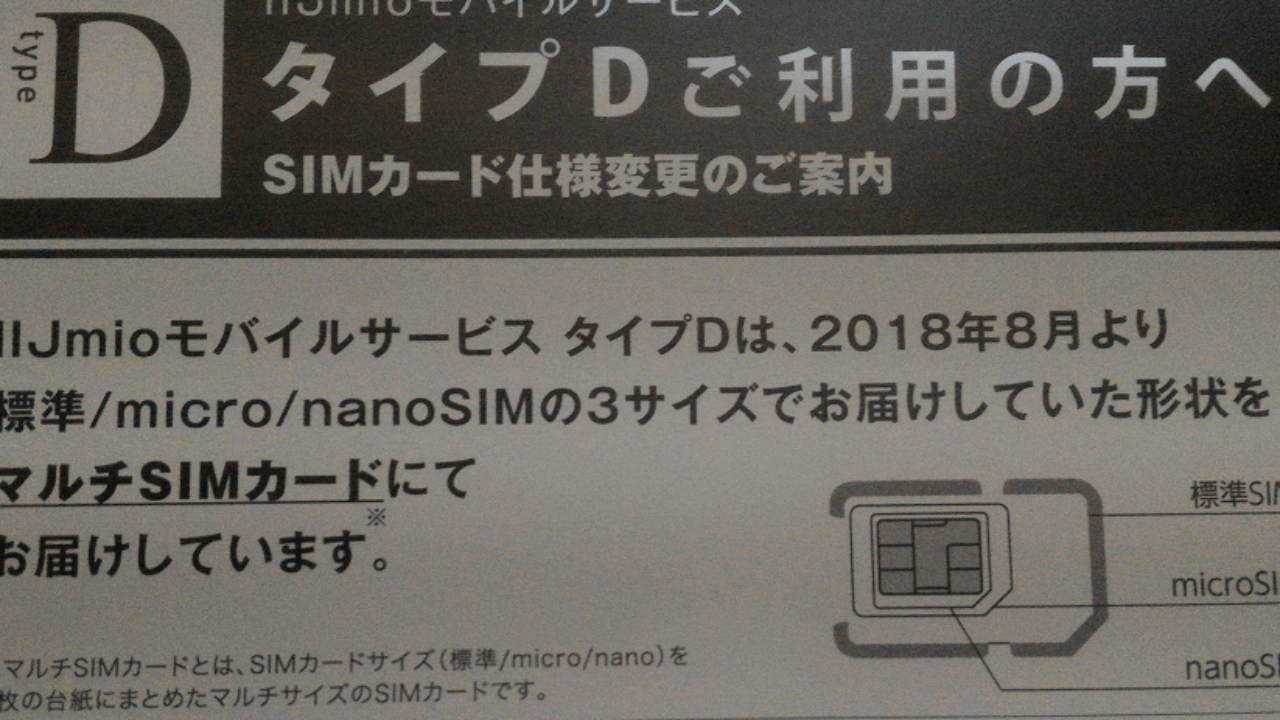 type
D
IIJmioモバイルサービス
タイプDご利用の方へ
SIMカード仕様変更のご案内
IIJmioモバイルサービス タイプDは、2018年8月より
標準/micro/nanoSIMの3サイズでお届けしていた形状を
マルチSIMカードにて
※
お届けしています。
標準SIM
microSI
nanoSI
マルチSIMカードとは、SIMカードサイズ(標準/micro/nano)を
枚の台紙にまとめたマルチサイズのSIMカードです。